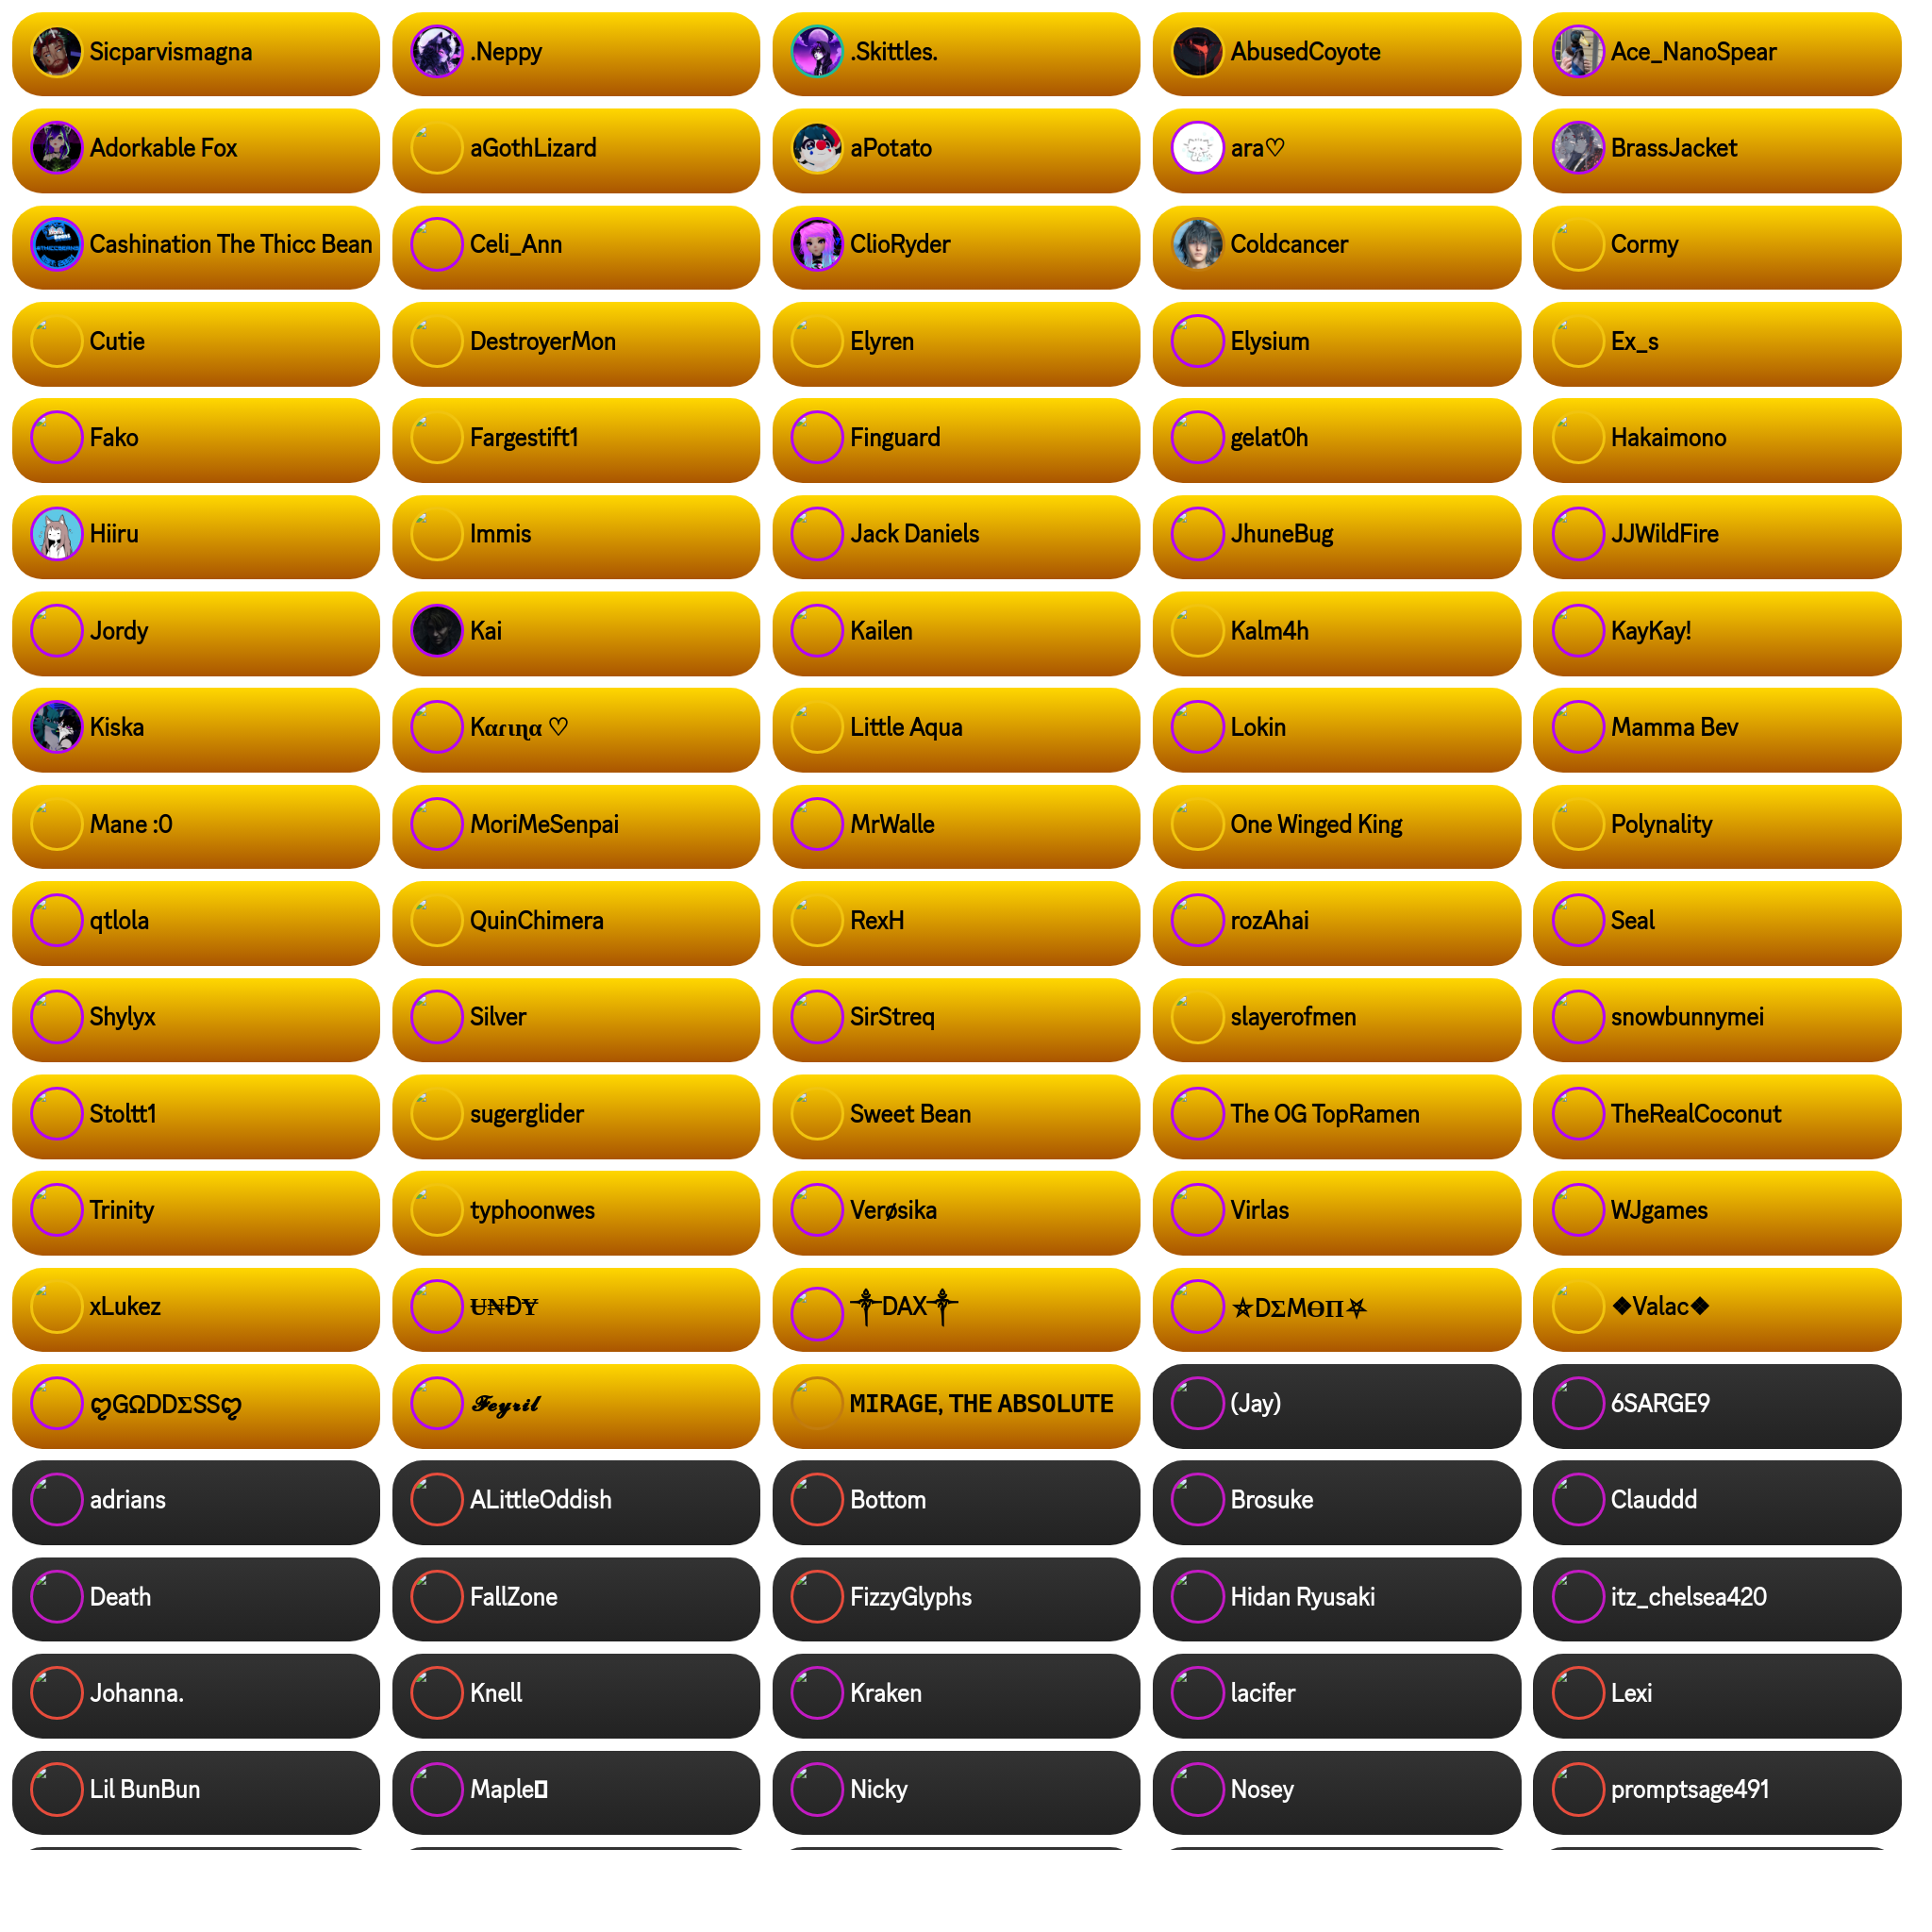 Sicparvismagna
.Neppy
.Skittles.
AbusedCoyote
Ace_NanoSpear
Adorkable Fox
aGothLizard
aPotato
ara♡
BrassJacket
Cashination The Thicc Bean
Celi_Ann
ClioRyder
Coldcancer
Cormy
Cutie
DestroyerMon
Elyren
Elysium
Ex_s
Fako
Fargestift1
Finguard
gelat0h
Hakaimono
Hiiru
Immis
Jack Daniels
JhuneBug
JJWildFire
Jordy
Kai
Kailen
Kalm4h
KayKay!
Kiska
Kαɾιɳα ♡
Little Aqua
Lokin
Mamma Bev
Mane :0
MoriMeSenpai
MrWalle
One Winged King
Polynality
qtlola
QuinChimera
RexH
rozAhai
Seal
Shylyx
Silver
SirStreq
slayerofmen
snowbunnymei
Stoltt1
sugerglider
Sweet Bean
The OG TopRamen
TheRealCoconut
Trinity
typhoonwes
Verøsika
Virlas
WJgames
xLukez
Ʉ₦ĐɎ
༒DAX༒
⛥DΣMѲΠ⛧
❖Valac❖
ღGΩDDΣSSღ
𝓕𝓮𝔂𝓻𝓲𝓵
MIRAGE, THE ABSOLUTE
(Jay)
6SARGE9
adrians
ALittleOddish
Bottom
Brosuke
Clauddd
Death
FallZone
FizzyGlyphs
Hidan Ryusaki
itz_chelsea420
Johanna.
Knell
Kraken
lacifer
Lexi
Lil BunBun
Maple
Nicky
Nosey
promptsage491